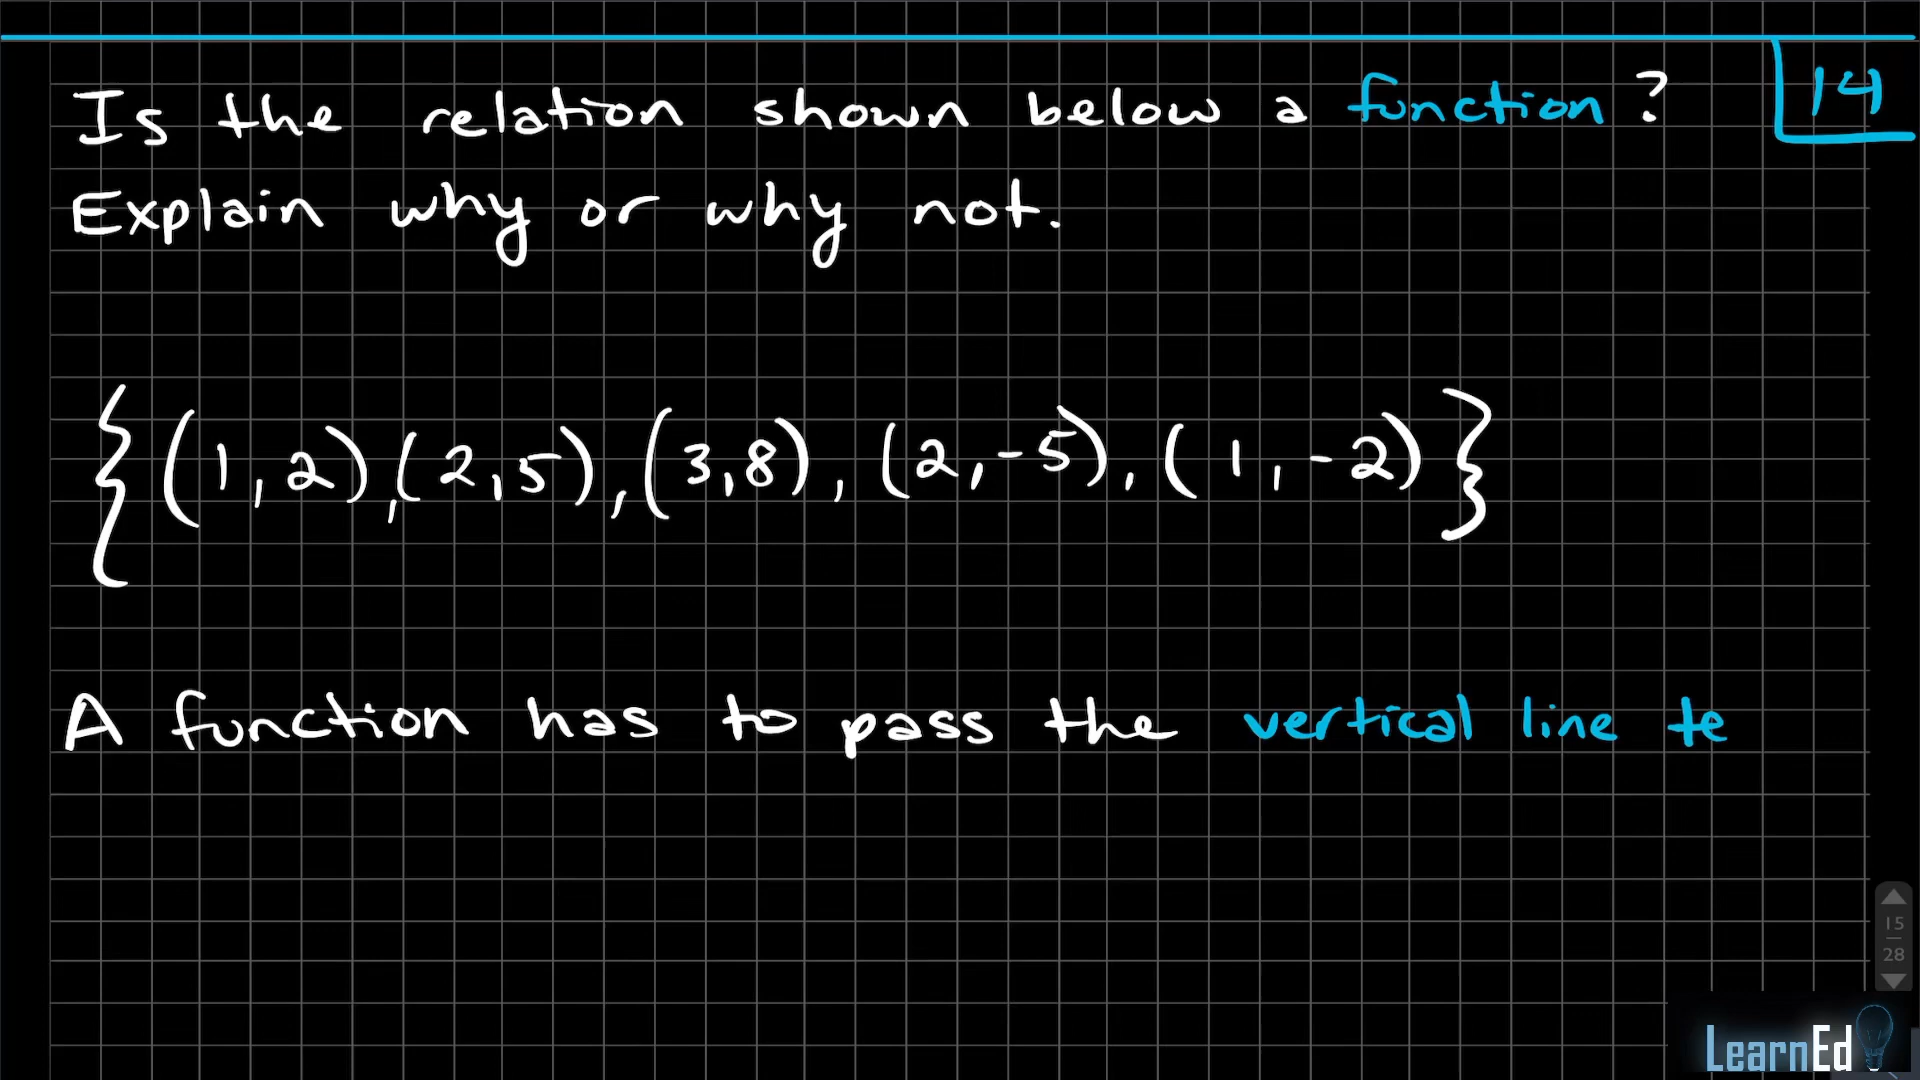 Is the relation shown below a function? 14
Explain why or why not.
{(1,2),(2,5),(3,8),(2,-5),(1,-2)}
A function has to pass the vertical line te
15
28
LearnEd